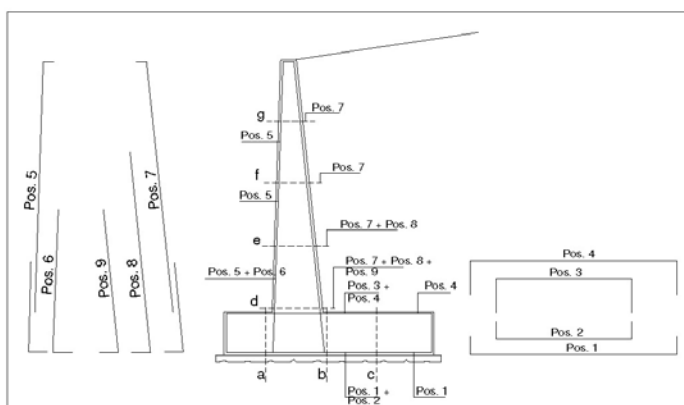 Pos. 5
Pos. 6
Pos. 9
Pos. 8
Pos. 7
g
Pos. 7
Pos. 5
f
Pos. 7
Pos. 5
Pos. 7 + Pos. 8
e
Pos. 7 + Pos. 8 +
Pos. 9
Pos. 5 + Pos. 6
Pos. 3 +
Pos. 4
Pos. 4
d
a
b
c
Pos. 1 +
Pos. 2
Pos. 1
Pos. 4
Pos. 3
Pos. 2
Pos. 1